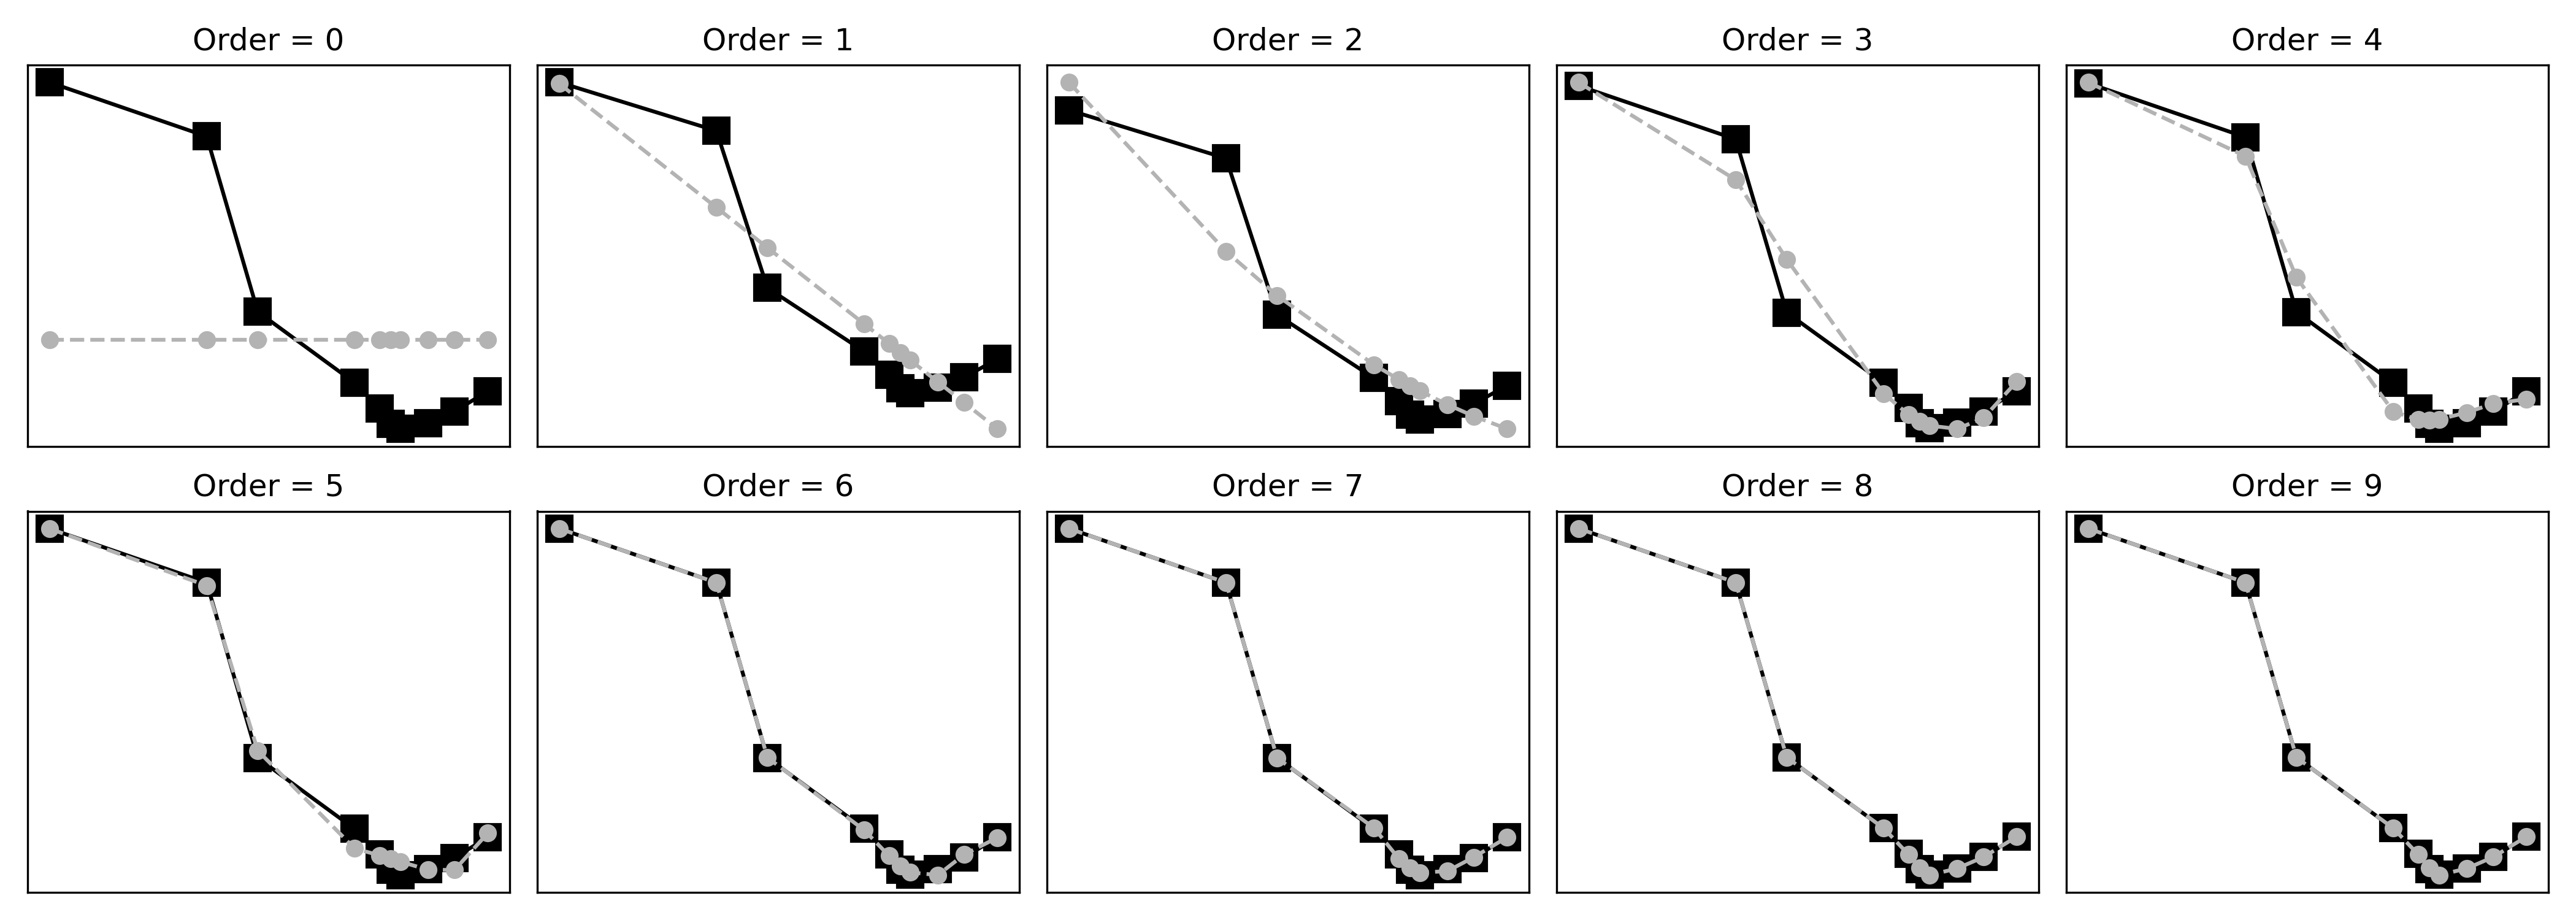 Order = 0
Order = 1
Order = 2
Order = 3
Order = 4
Order = 5
Order = 6
Order = 7
Order = 8
Order = 9